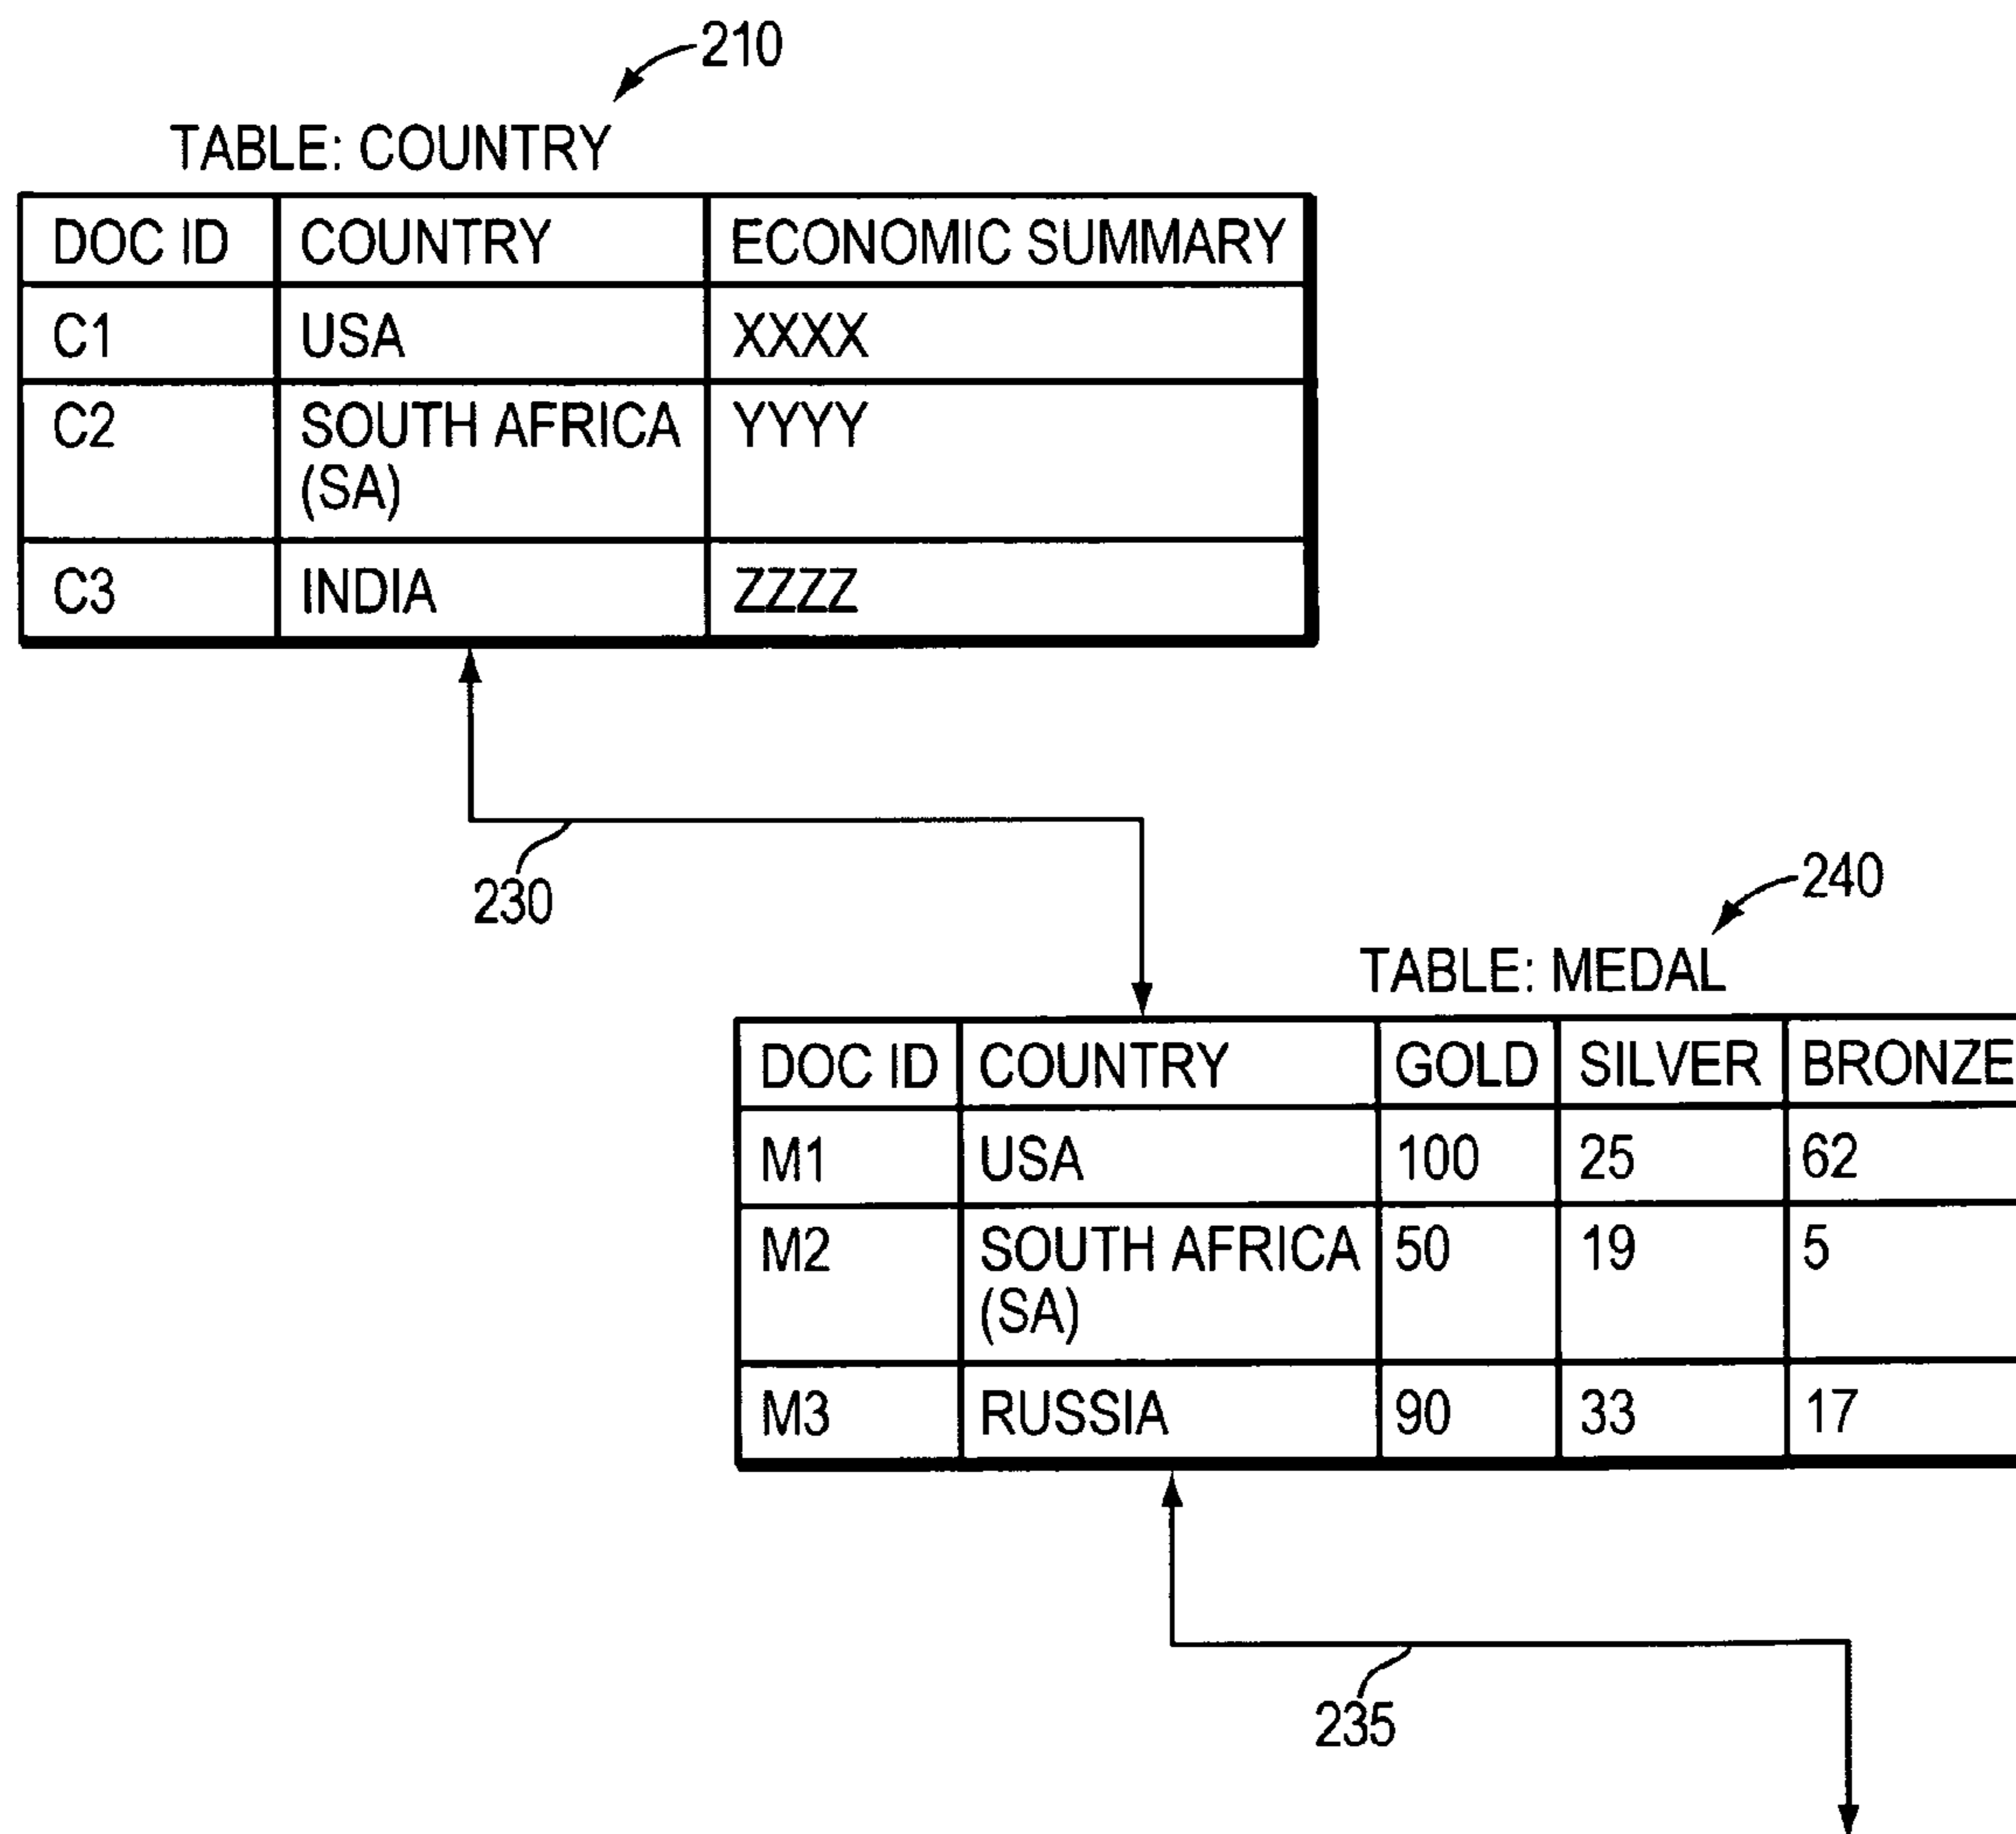 210
TABLE: COUNTRY
DOC ID COUNTRY ECONOMIC SUMMARY
C1 USA XXXX
C2 SOUTH AFRICA YYYY
(SA)
C3 INDIA ZZZZ
230
240
TABLE: MEDAL
DOC ID COUNTRY GOLD SILVER BRONZE
M1 USA 100 25 62
M2 SOUTH AFRICA 50 19 5
(SA)
M3 RUSSIA 90 33 17
235